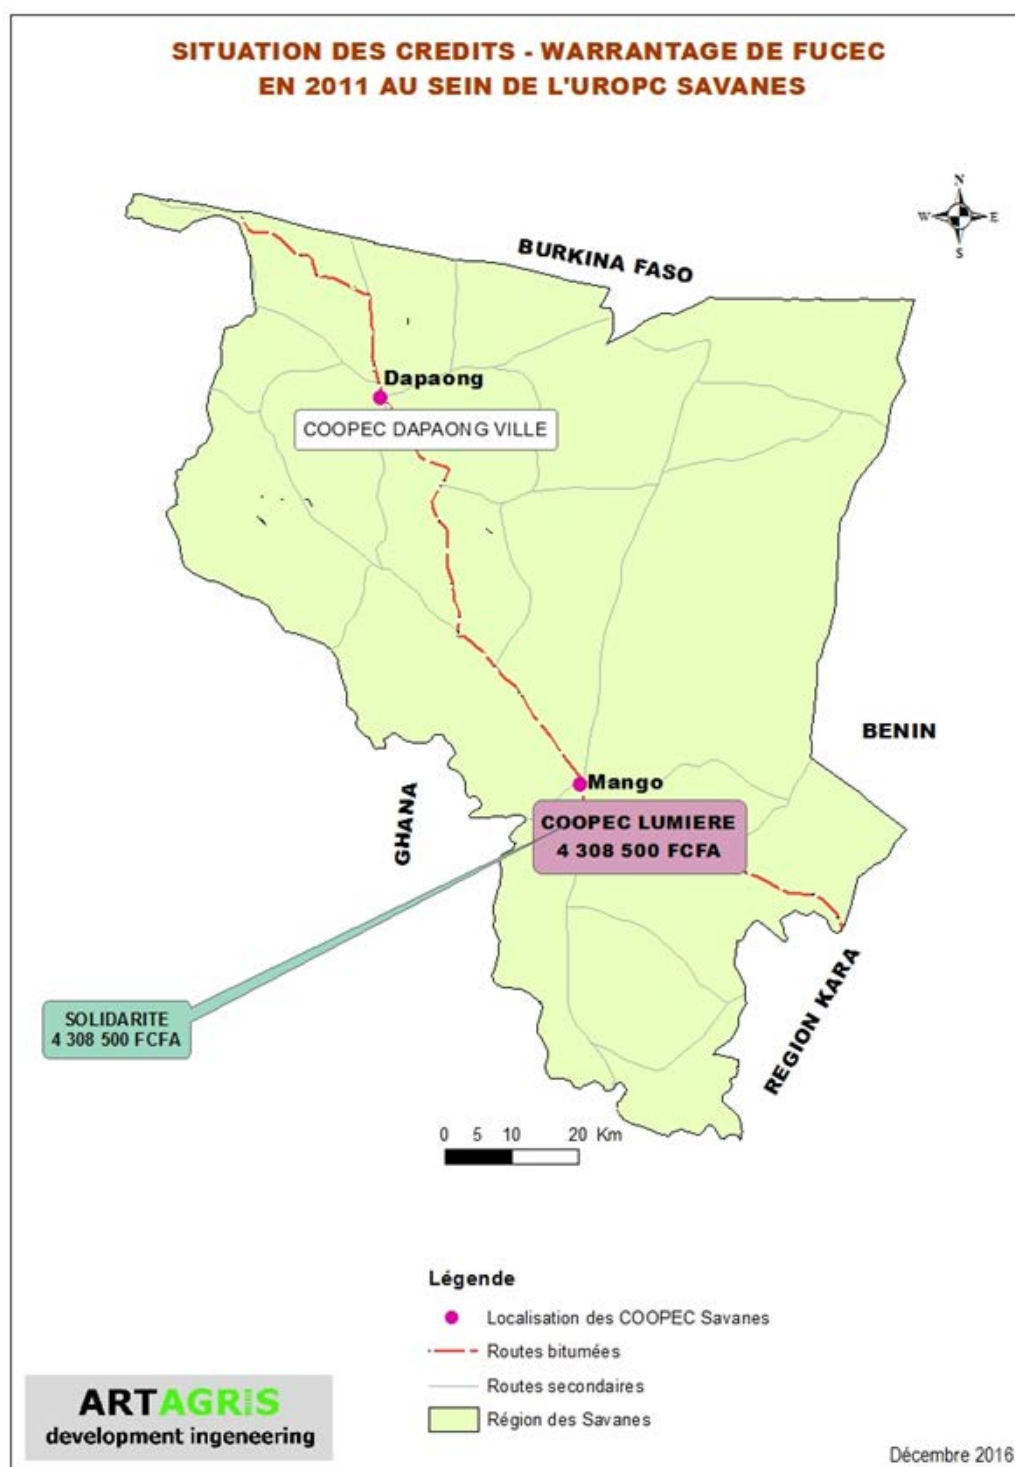 SITUATION DES CREDITS - WARRANTAGE DE FUCEC
EN 2011 AU SEIN DE L'UROPC SAVANES
N
W
E
S
BURKINA FASO
Dapaong
COOPEC DAPAONG VILLE
BENIN
Mango
GHANA
COOPEC LUMIERE
4 308 500 FCFA
REGION KARA
SOLIDARITE
4 308 500 FCFA
0 5 10 20 Km
Légende
Localisation des COOPEC Savanes
Routes bitumées
Routes secondaires
Région des Savanes
ARTAGRIS
development ingeneering
Décembre 2016